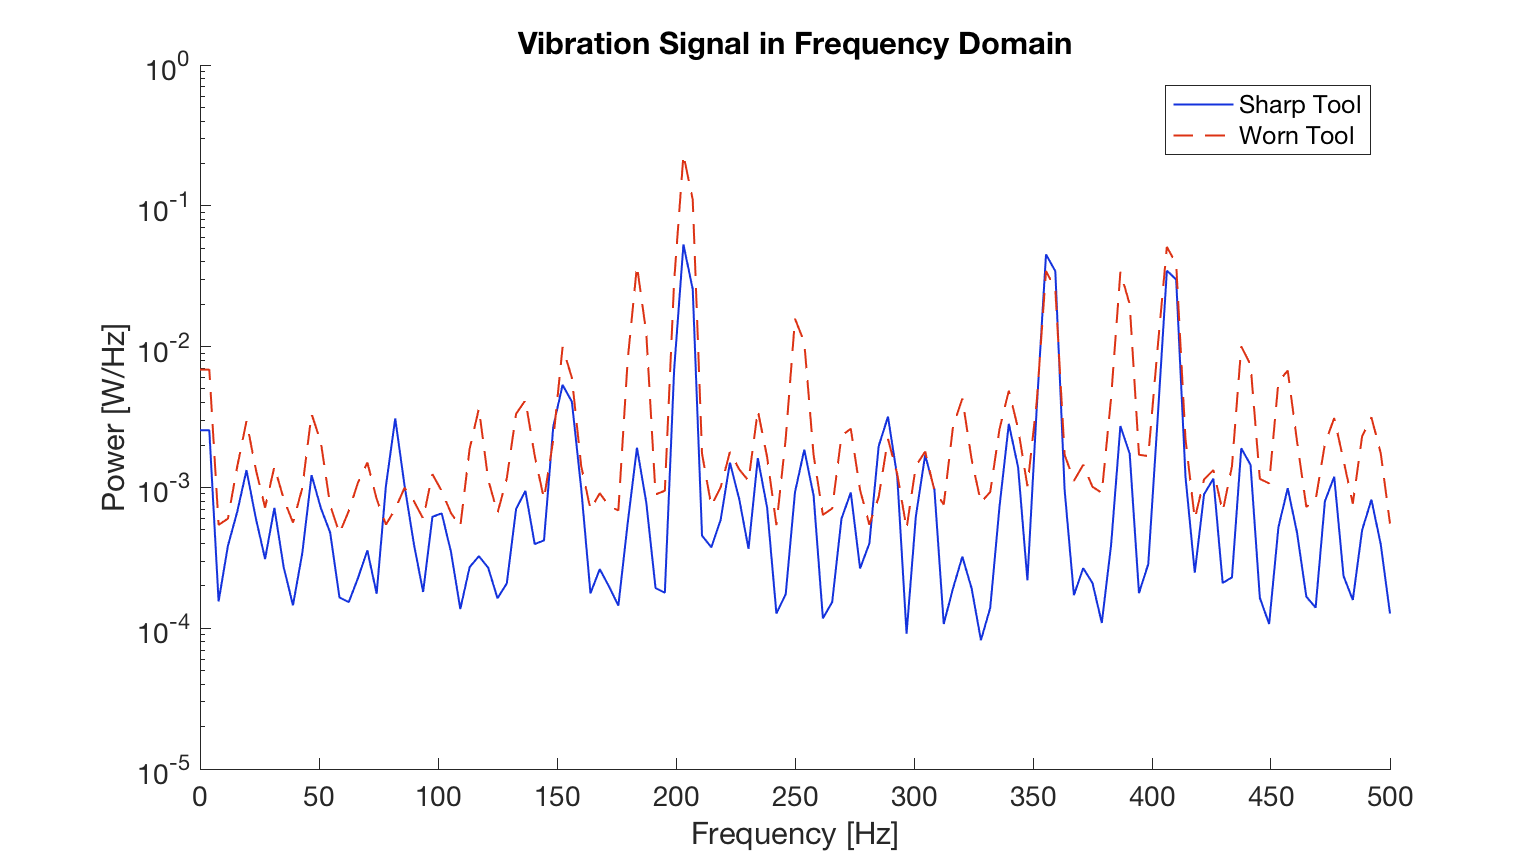 Vibration Signal in Frequency Domain
10^0
Sharp Tool
Worn Tool
10^-1
10^-2
Power [W/Hz]
10^-3
10^-4
10^-5
0 50 100 150 200 250 300 350 400 450 500
Frequency [Hz]